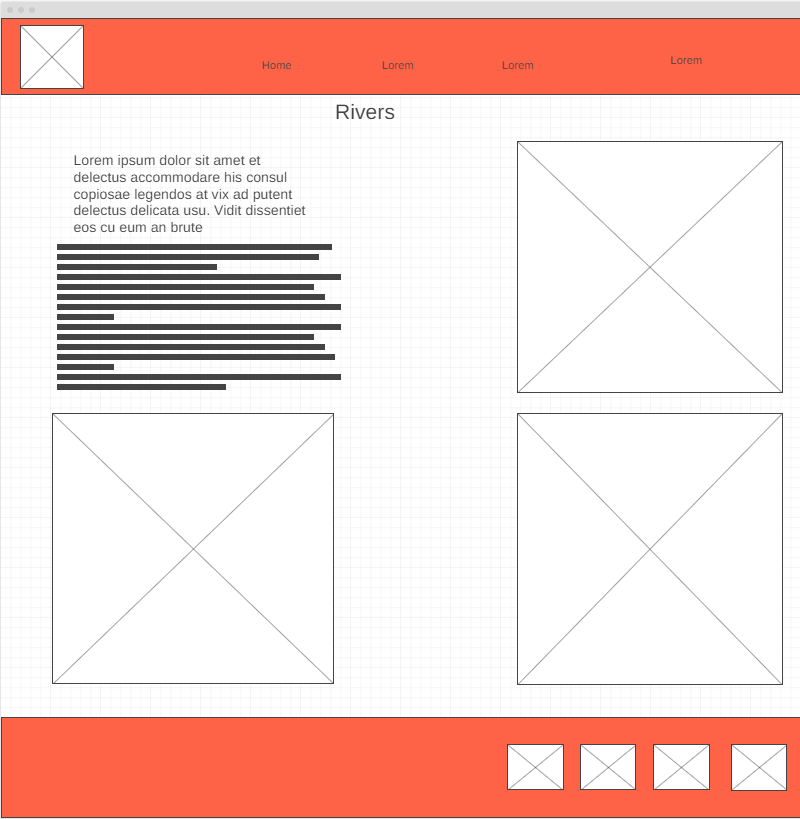 Home
Lorem
Lorem
Lorem
Rivers
Lorem ipsum dolor sit amet et
delectus accommodare his consul
copiosae legendos at vix ad putent
delectus delicata usu. Vidit dissentiet
eos cu eum an brute